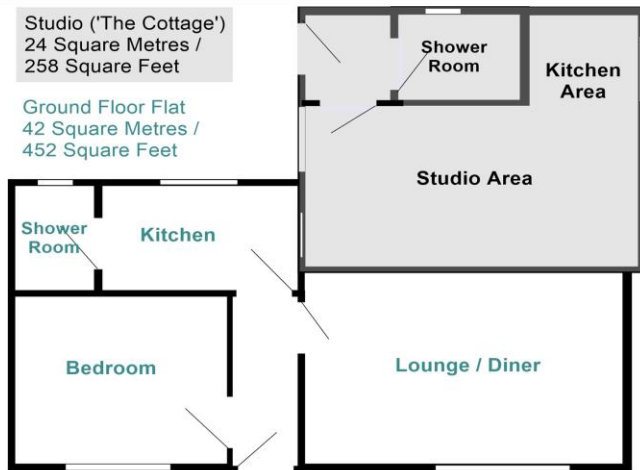 Studio ('The Cottage')
24 Square Metres /
258 Square Feet
Ground Floor Flat
42 Square Metres /
452 Square Feet
Shower
Room
Kitchen
Area
Studio Area
Shower
Room
Kitchen
Bedroom
Lounge / Diner